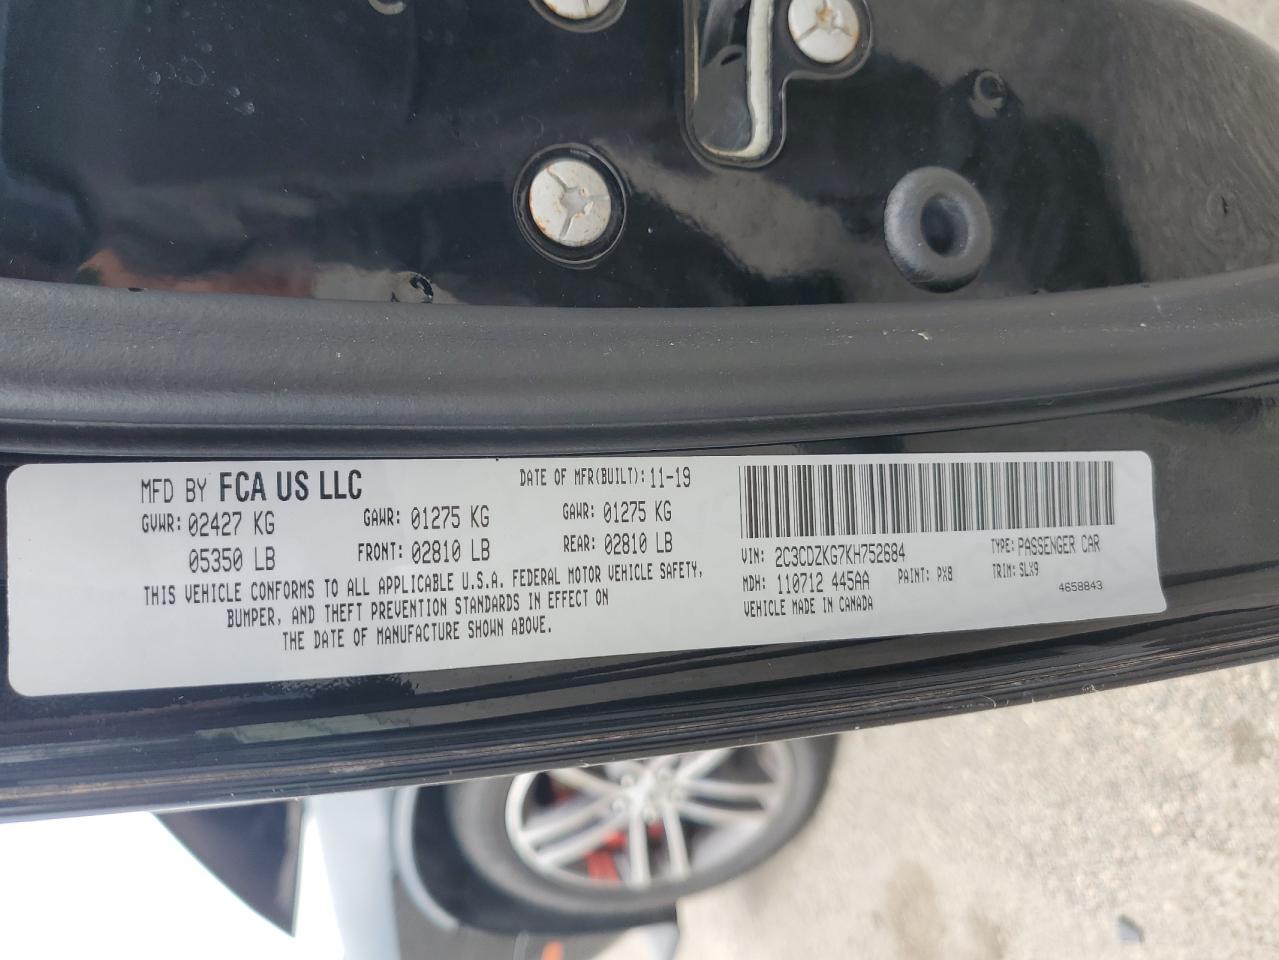 MFD BY FCA US LLC DATE OF MFR(BUILT): 11-19
GVWR: 02427 KG GAWR: 01275 KG GAWR: 01275 KG
05350 LB FRONT: 02810 LB REAR: 02810 LB
THIS VEHICLE CONFORMS TO ALL APPLICABLE U.S.A. FEDERAL MOTOR VEHICLE SAFETY,
BUMPER, AND THEFT PREVENTION STANDARDS IN EFFECT ON
THE DATE OF MANUFACTURE SHOWN ABOVE.
VIN: 2C3CDZKG7KH752684 TYPE: PASSENGER CAR
MDH: 110712 445AA PAINT: PX8 TRIM: SLX9
VEHICLE MADE IN CANADA 4658843